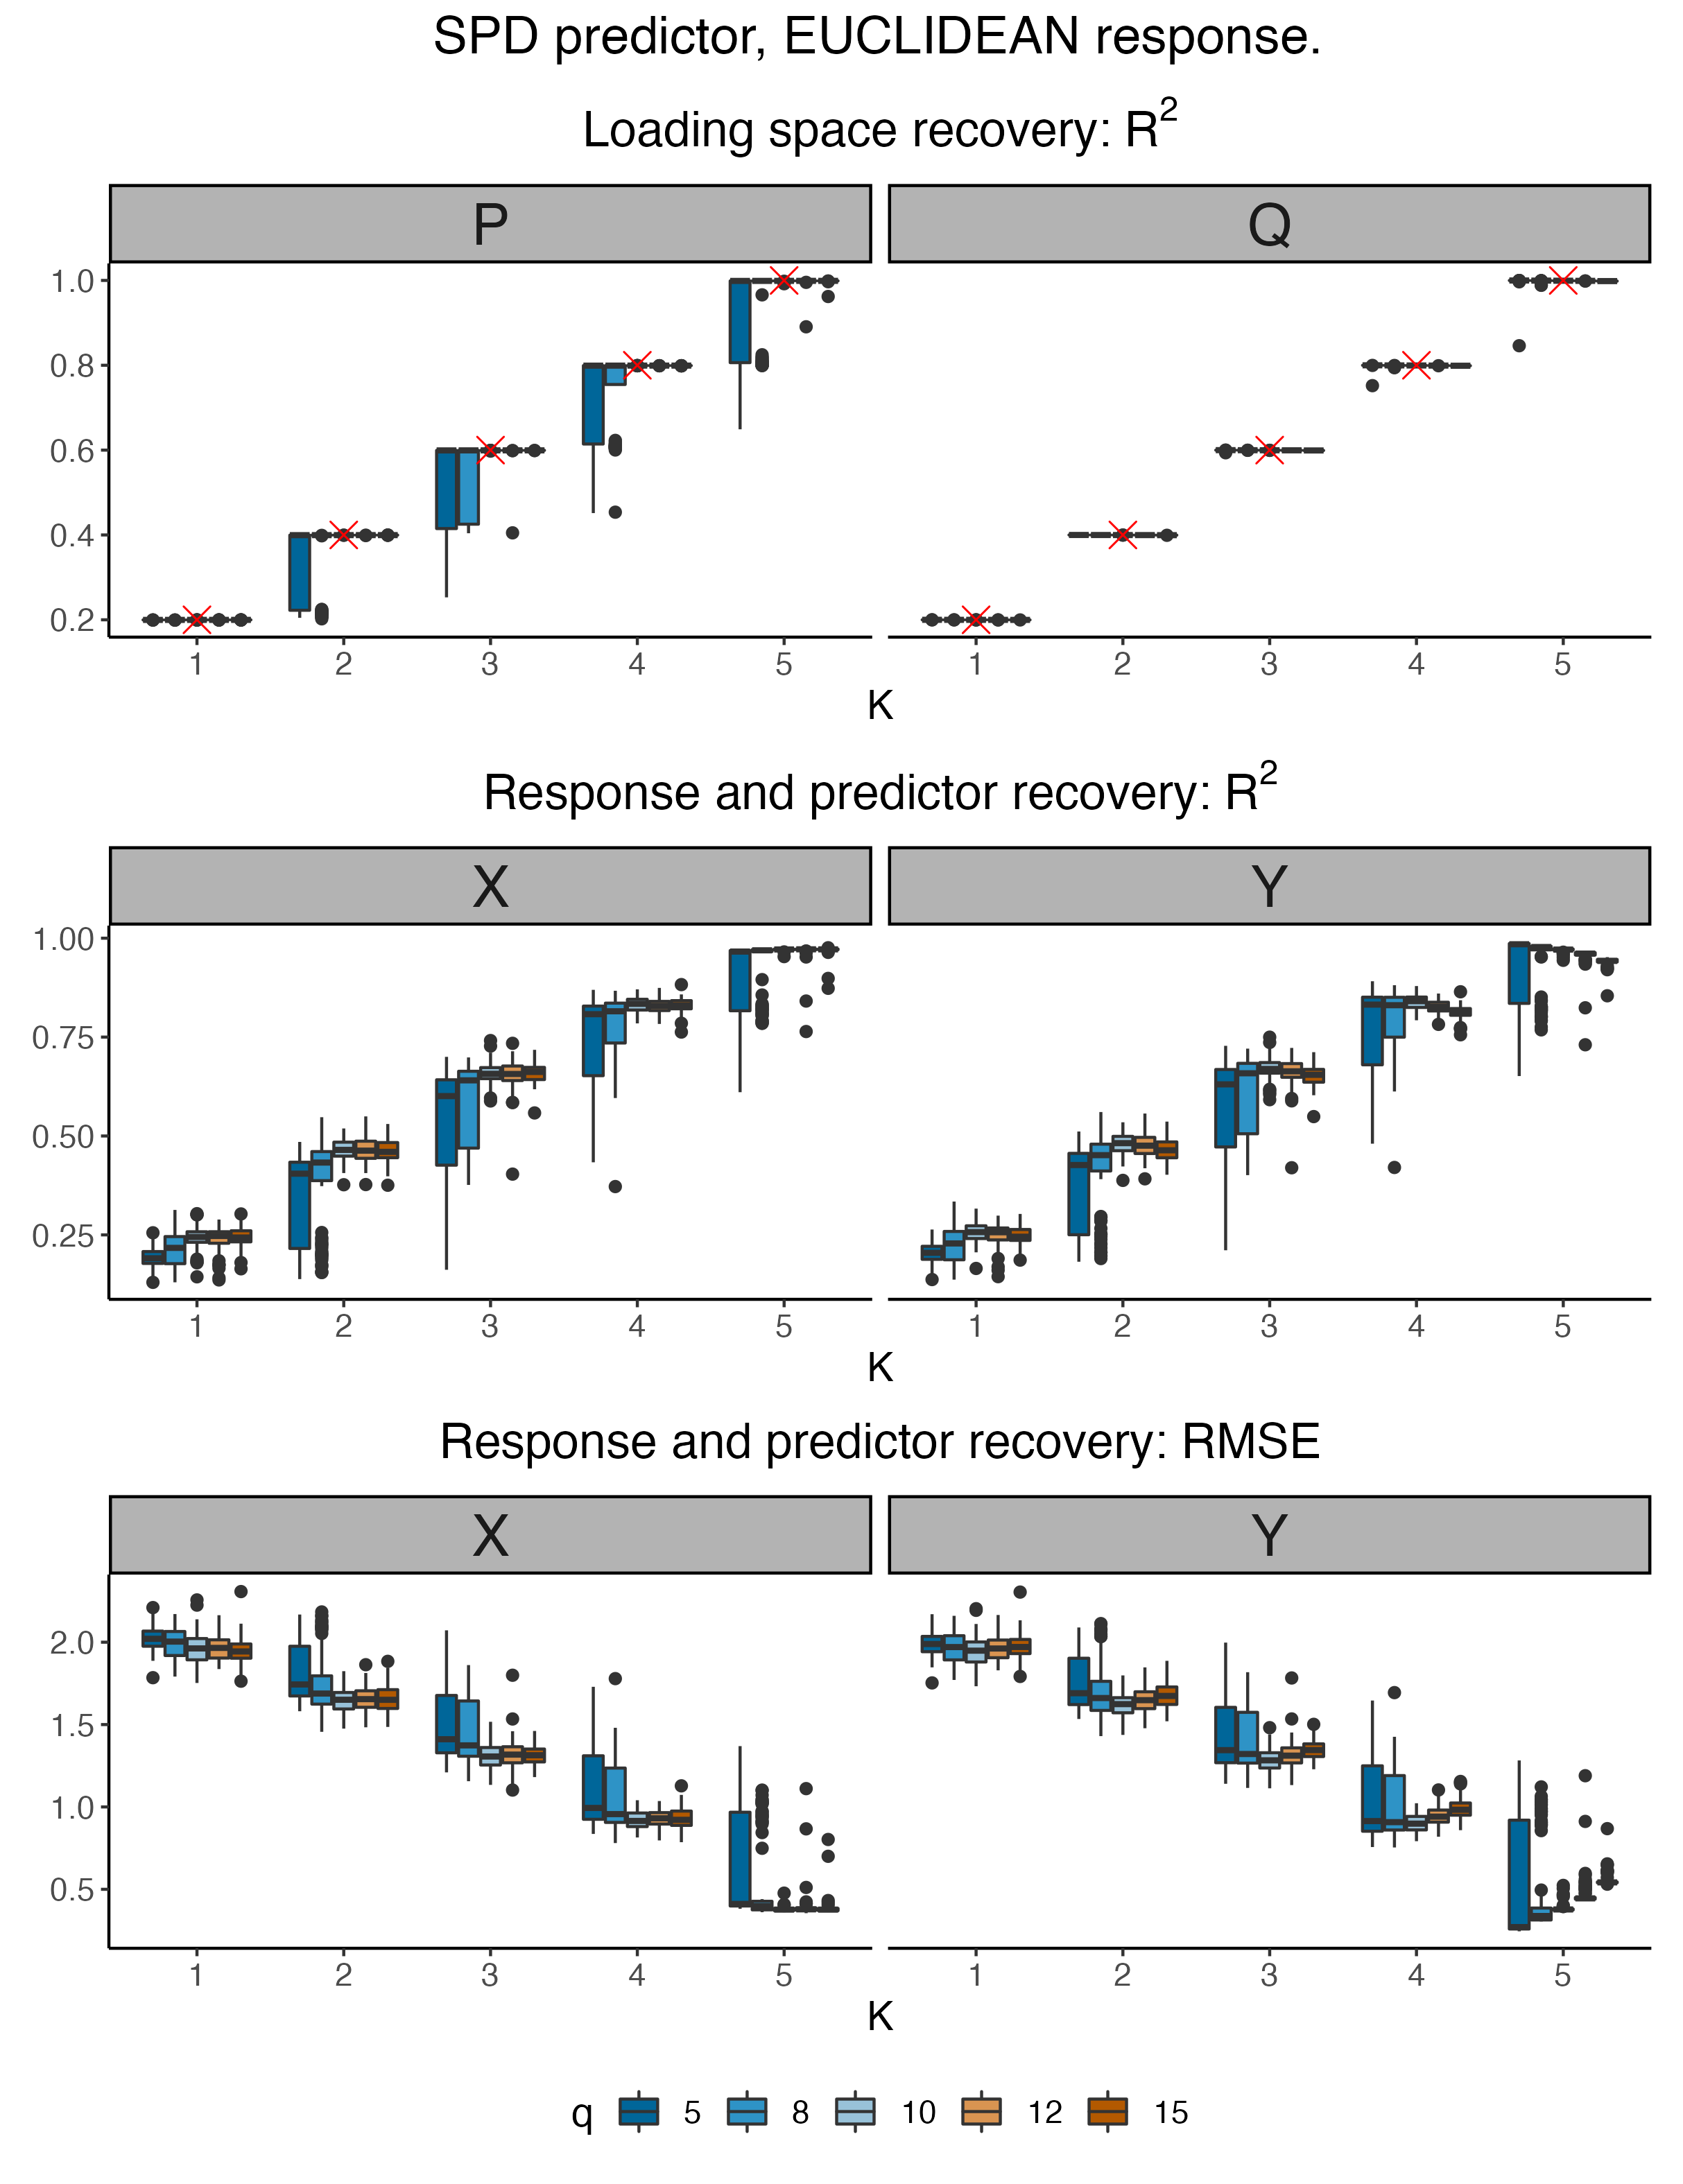 SPD predictor, EUCLIDEAN response.
Loading space recovery: R²
P Q
1.0
0.8
0.6
0.4
0.2
1 2 3 4 5 1 2 3 4 5
K
Response and predictor recovery: R²
X Y
1.00
0.75
0.50
0.25
1 2 3 4 5 1 2 3 4 5
K
Response and predictor recovery: RMSE
X Y
2.0
1.5
1.0
0.5
1 2 3 4 5 1 2 3 4 5
K
q 5 8 10 12 15